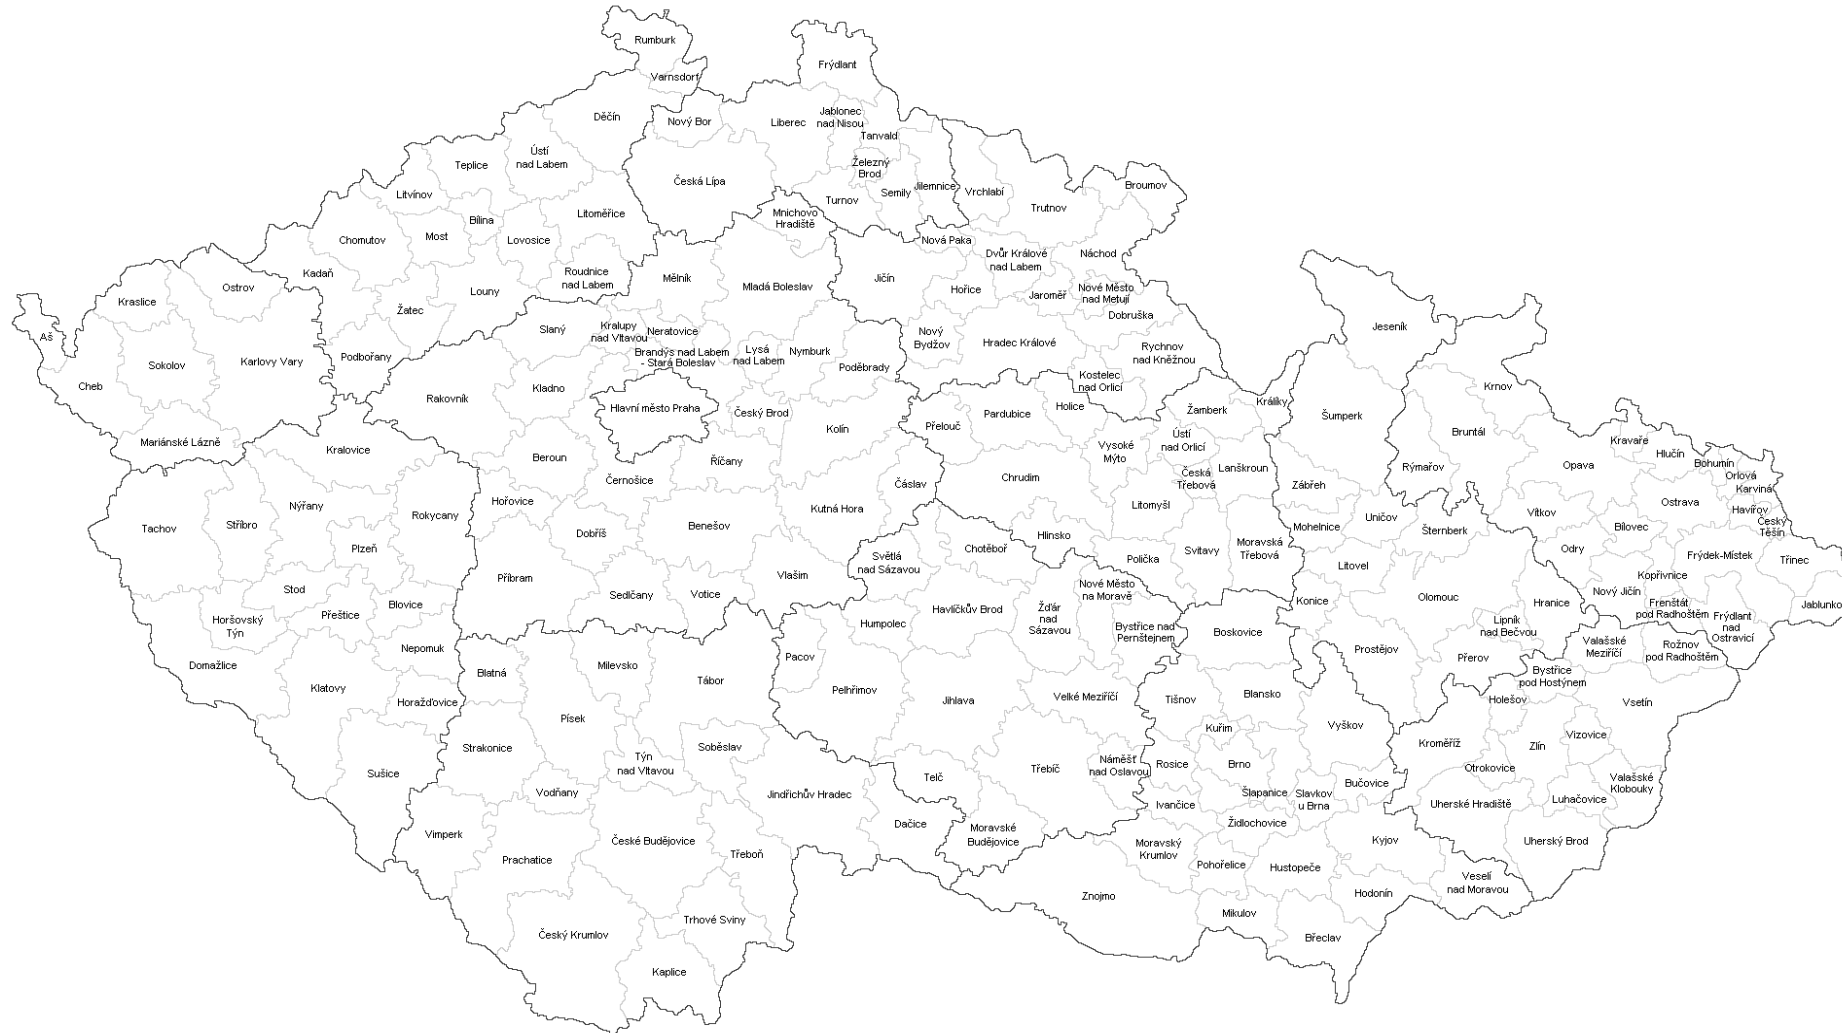 Rumburk
Varnsdorf
Frýdlant
Děčín
Nový Bor
Liberec
Jablonec
nad Nisou
Tanvald
Ústí
nad Labem
Teplice
Železný
Brod
Česká Lípa
Litvínov
Semily
Jilemnice
Vrchlabí
Broumov
Turnov
Trutnov
Mnichovo
Hradiště
Bílina
Litoměřice
Chomutov
Most
Lovosice
Nová Paka
Dvůr Králové
nad Labem
Náchod
Kadaň
Roudnice
nad Labem
Mělník
Mladá Boleslav
Jičín
Hořice
Jaroměř
Nové Město
nad Metují
Ostrov
Kraslice
Louny
Žatec
Dobruška
Slaný
Kralupy
nad Vltavou
Neratovice
Aš
Nový
Bydžov
Hradec Králové
Jeseník
Podbořany
Brandýs nad Labem
- Stará Boleslav
Lysá
nad Labem
Nymburk
Rychnov
nad Kněžnou
Sokolov
Karlovy Vary
Poděbrady
Kostelec
nad Orlicí
Cheb
Kladno
Rakovník
Hlavní město Praha
Český Brod
Pardubice
Holice
Žamberk
Králíky
Šumperk
Krnov
Přelouč
Kolín
Mariánské Lázně
Kralovice
Vysoké
Mýto
Ústí
nad Orlicí
Bruntál
Kravaře
Hlučín
Beroun
Říčany
Bohumín
Rýmařov
Opava
Lanškroun
Česká
Třebová
Orlová
Karviná
Černošice
Čáslav
Chrudim
Zábřeh
Hořovice
Nýřany
Rokycany
Kutná Hora
Litomyšl
Ostrava
Havířov
Tachov
Stříbro
Dobříš
Benešov
Hlinsko
Mohelnice
Uničov
Šternberk
Vítkov
Bílovec
Český
Těšín
Plzeň
Chotěboř
Svitavy
Moravská
Třebová
Odry
Frýdek-Místek
Třinec
Světlá
nad Sázavou
Polička
Litovel
Příbram
Vlašim
Kopřivnice
Stod
Sedlčany
Votice
Nové Město
na Moravě
Nový Jičín
Blovice
Přeštice
Havlíčkův Brod
Konice
Olomouc
Hranice
Frenštát
pod Radhoštěm
Jablunko
Horšovský
Týn
Žďár
nad
Sázavou
Lipník
nad Bečvou
Frýdlant
nad
Ostravicí
Humpolec
Bystřice nad
Pernštejnem
Boskovice
Nepomuk
Prostějov
Valašské
Meziříčí
Rožnov
pod Radhoštěm
Domažlice
Blatná
Milevsko
Pacov
Přerov
Tábor
Bystřice
pod Hostýnem
Klatovy
Pelhřimov
Horažďovice
Jihlava
Velké Meziříčí
Tišnov
Blansko
Holešov
Vsetín
Písek
Vyškov
Kuřim
Vizovice
Strakonice
Soběslav
Kroměříž
Zlín
Týn
nad Vltavou
Náměšť
nad Oslavou
Sušice
Telč
Třebíč
Rosice
Brno
Otrokovice
Valašské
Klobouky
Vodňany
Jindřichův Hradec
Šlapanice
Slavkov
u Brna
Bučovice
Luhačovice
Ivančice
Uherské Hradiště
Dačice
Židlochovice
Vimperk
České Budějovice
Moravské
Budějovice
Moravský
Krumlov
Kyjov
Uherský Brod
Prachatice
Třeboň
Pohořelice
Hustopeče
Veselí
nad Moravou
Znojmo
Hodonín
Trhové Sviny
Mikulov
Český Krumlov
Břeclav
Kaplice